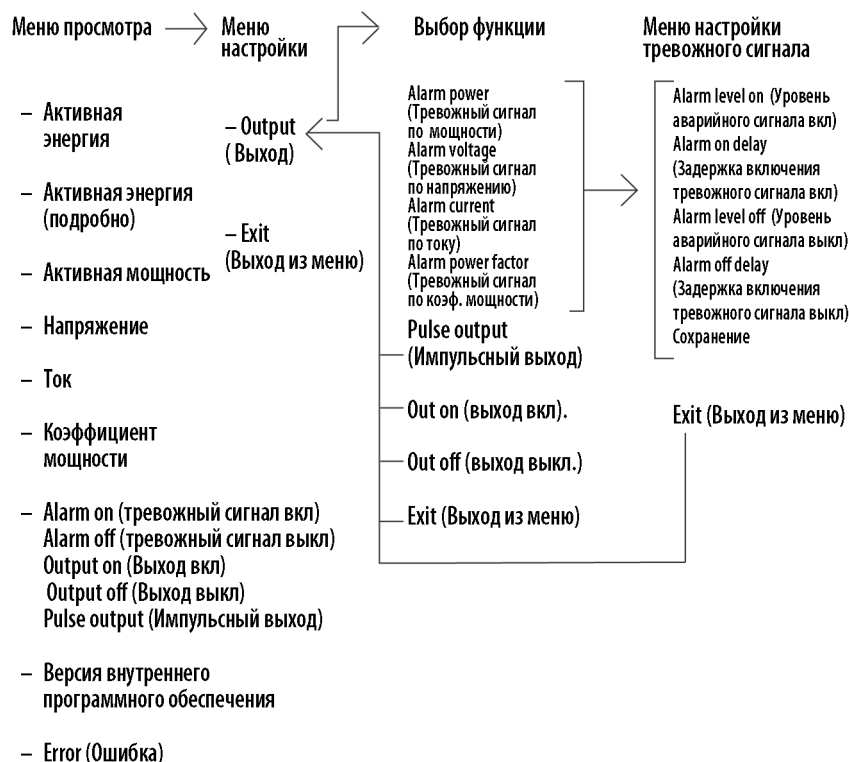 Меню просмотра
Меню
настройки
Выбор функции
Меню настройки
тревожного сигнала
– Активная
энергия
– Активная энергия
(подробно)
– Активная мощность
– Напряжение
– Ток
– Коэффициент
мощности
– Alarm on (тревожный сигнал вкл)
Alarm off (тревожный сигнал выкл)
Output on (Выход вкл)
Output off (Выход выкл)
Pulse output (Импульсный выход)
– Версия внутреннего
программного обеспечения
– Error (Ошибка)
– Output
( Выход)
– Exit
(Выход из меню)
Alarm power
(Тревожный сигнал
по мощности)
Alarm voltage
(Тревожный сигнал
по напряжению)
Alarm current
(Тревожный сигнал
по току)
Alarm power factor
(Тревожный сигнал
по коэф. мощности)
Pulse output
(Импульсный выход)
Out on (выход вкл).
Out off (выход выкл.)
Exit (Выход из меню)
Alarm level on (Уровень
аварийного сигнала вкл)
Alarm on delay
(Задержка включения
тревожного сигнала вкл)
Alarm level off (Уровень
аварийного сигнала выкл)
Alarm off delay
(Задержка включения
тревожного сигнала выкл)
Сохранение
Exit (Выход из меню)